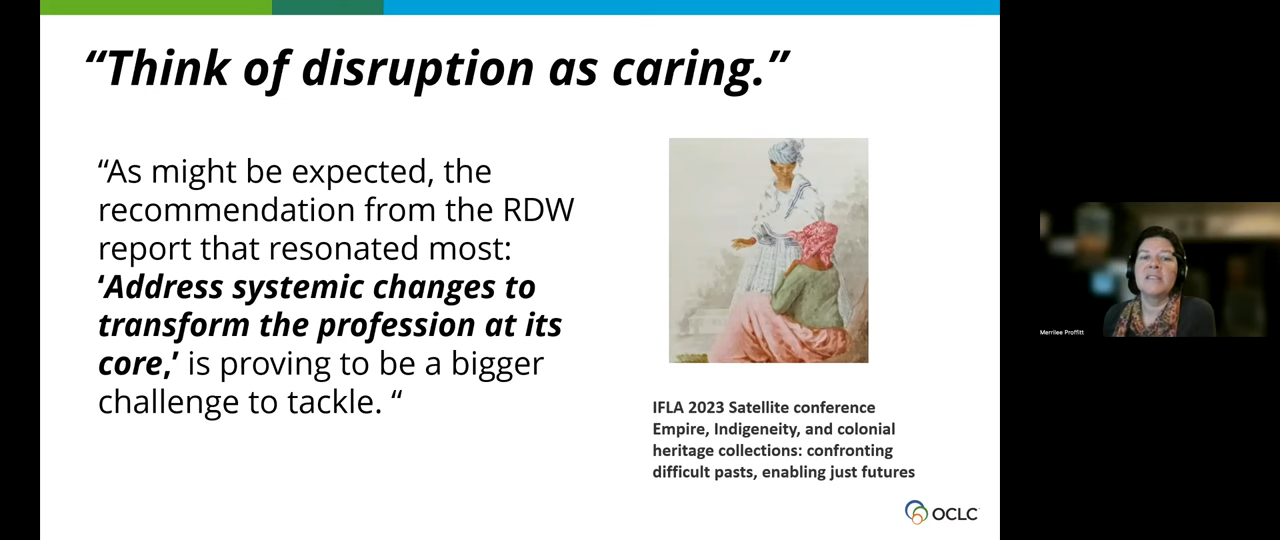 “Think of disruption as caring.”
“As might be expected, the
recommendation from the RDW
report that resonated most:
‘Address systemic changes to
transform the profession at its
core,’ is proving to be a bigger
challenge to tackle. “
IFLA 2023 Satellite conference
Empire, Indigeneity, and colonial
heritage collections: confronting
difficult pasts, enabling just futures
OCLC
Merrilee Proffitt